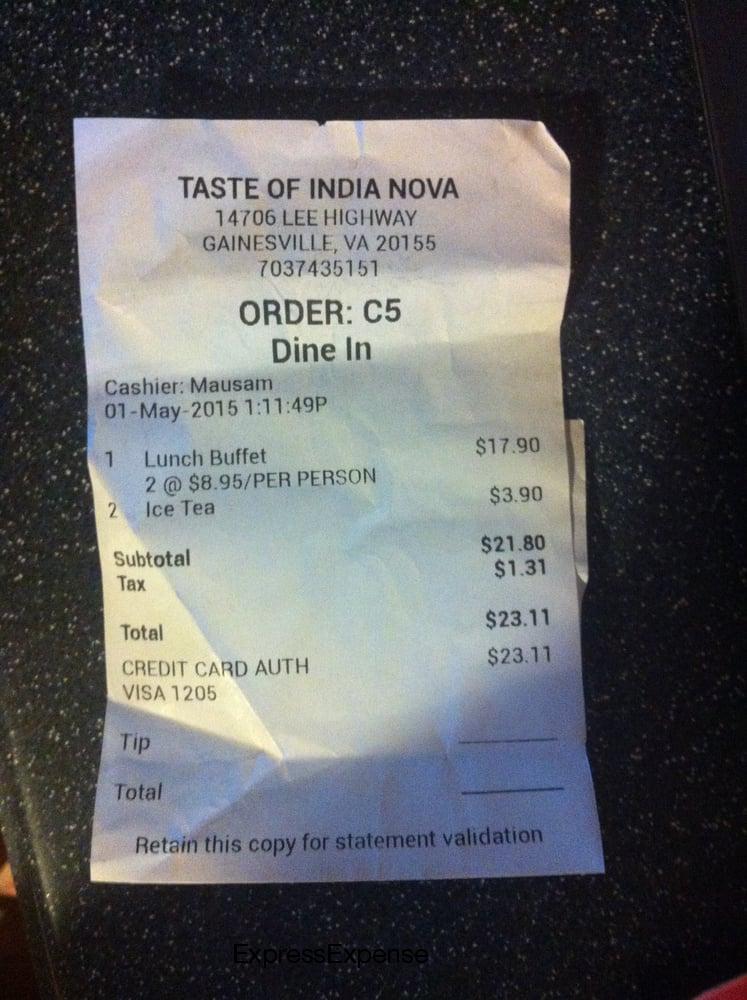 TASTE OF INDIA NOVA
14706 LEE HIGHWAY
GAINESVILLE, VA 20155
7037435151
ORDER: C5
Dine In
Cashier: Mausam
01-May-2015 1:11:49P
1 Lunch Buffet $17.90
2 @ $8.95/PER PERSON
2 Ice Tea $3.90
Subtotal $21.80
Tax $1.31
Total $23.11
CREDIT CARD AUTH $23.11
VISA 1205
Tip
Total
Retain this copy for statement validation
ExpressExpense